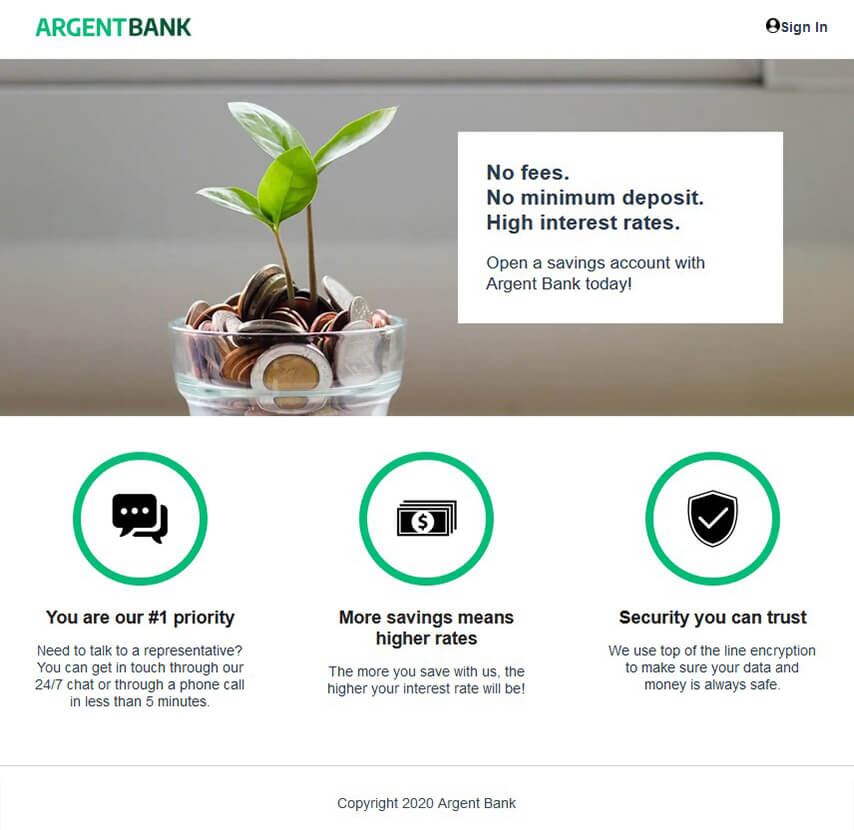 ARGENTBANK
Sign In
No fees.
No minimum deposit.
High interest rates.
Open a savings account with
Argent Bank today!
$
You are our #1 priority
Need to talk to a representative?
You can get in touch through our
24/7 chat or through a phone call
in less than 5 minutes.
More savings means
higher rates
The more you save with us, the
higher your interest rate will be!
Security you can trust
We use top of the line encryption
to make sure your data and
money is always safe.
Copyright 2020 Argent Bank